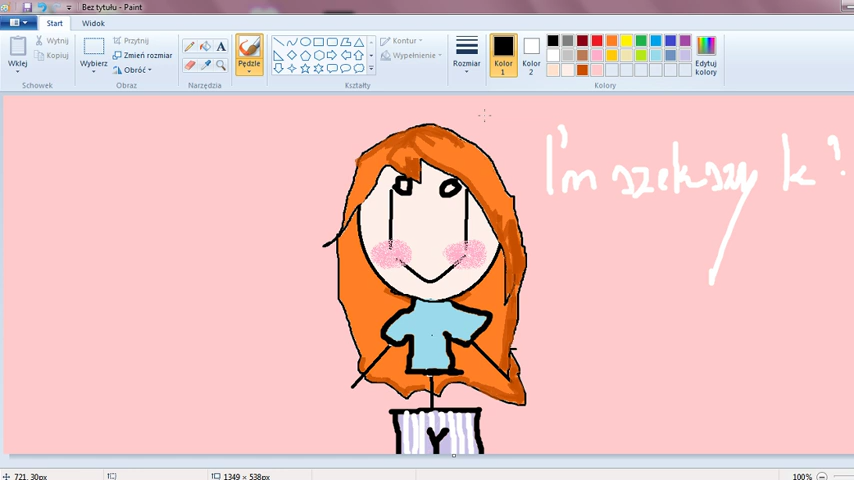 Bez tytułu - Paint
Start Widok
Wklej
Wytnij
Kopiuj
Schowek
Wybierz
Przytnij
Zmień rozmiar
Obróć
Obraz
A
Narzędzia
Pędzle
Kontur
Wypełnienie
Kształty
Rozmiar
Kolor 1
Kolor 2
Edytuj kolory
Kolory
I'm szekszy k?
Y
721, 30px
1349 × 538px
100%